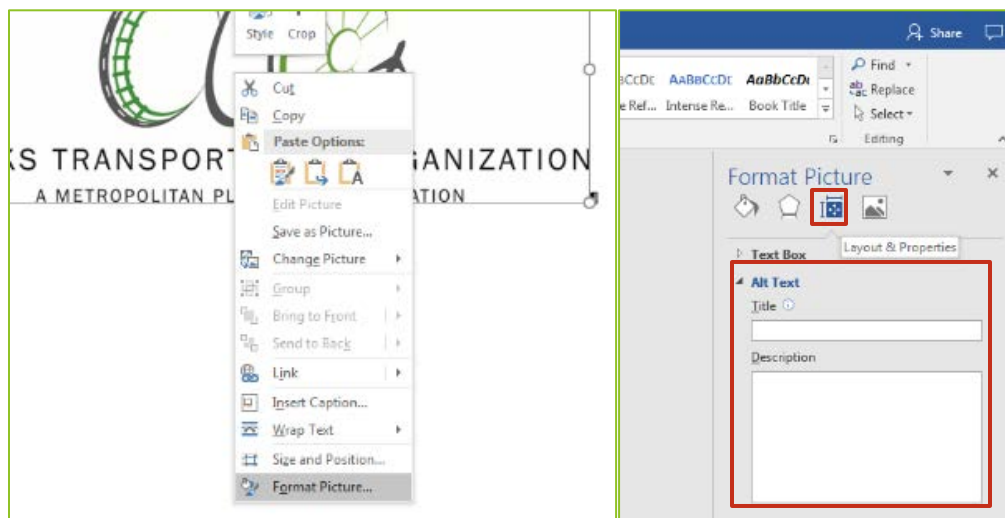 Style Crop
Cut
Copy
Paste Options:
Edit Picture
Save as Picture...
Change Picture
Group
Bring to Front
Send to Back
Link
Insert Caption...
Wrap Text
Size and Position...
Format Picture...
KS TRANSPORT GANIZATION
A METROPOLITAN PL ATION
Share
BCCDC AABBCCDC AaBbCcDc
e Ref... Intense Re... Book Title
Find
Replace
Select
Editing
Format Picture
Layout & Properties
Text Box
Alt Text
Title
Description